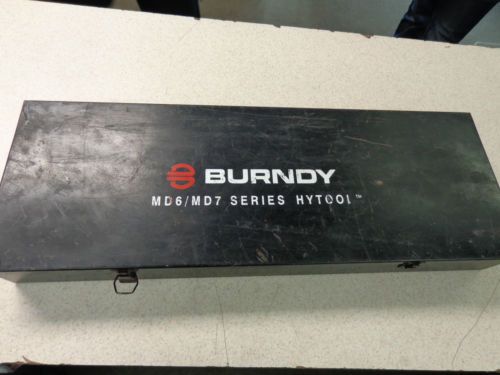 BURNDY
MD6/MD7 SERIES HYTOOL™